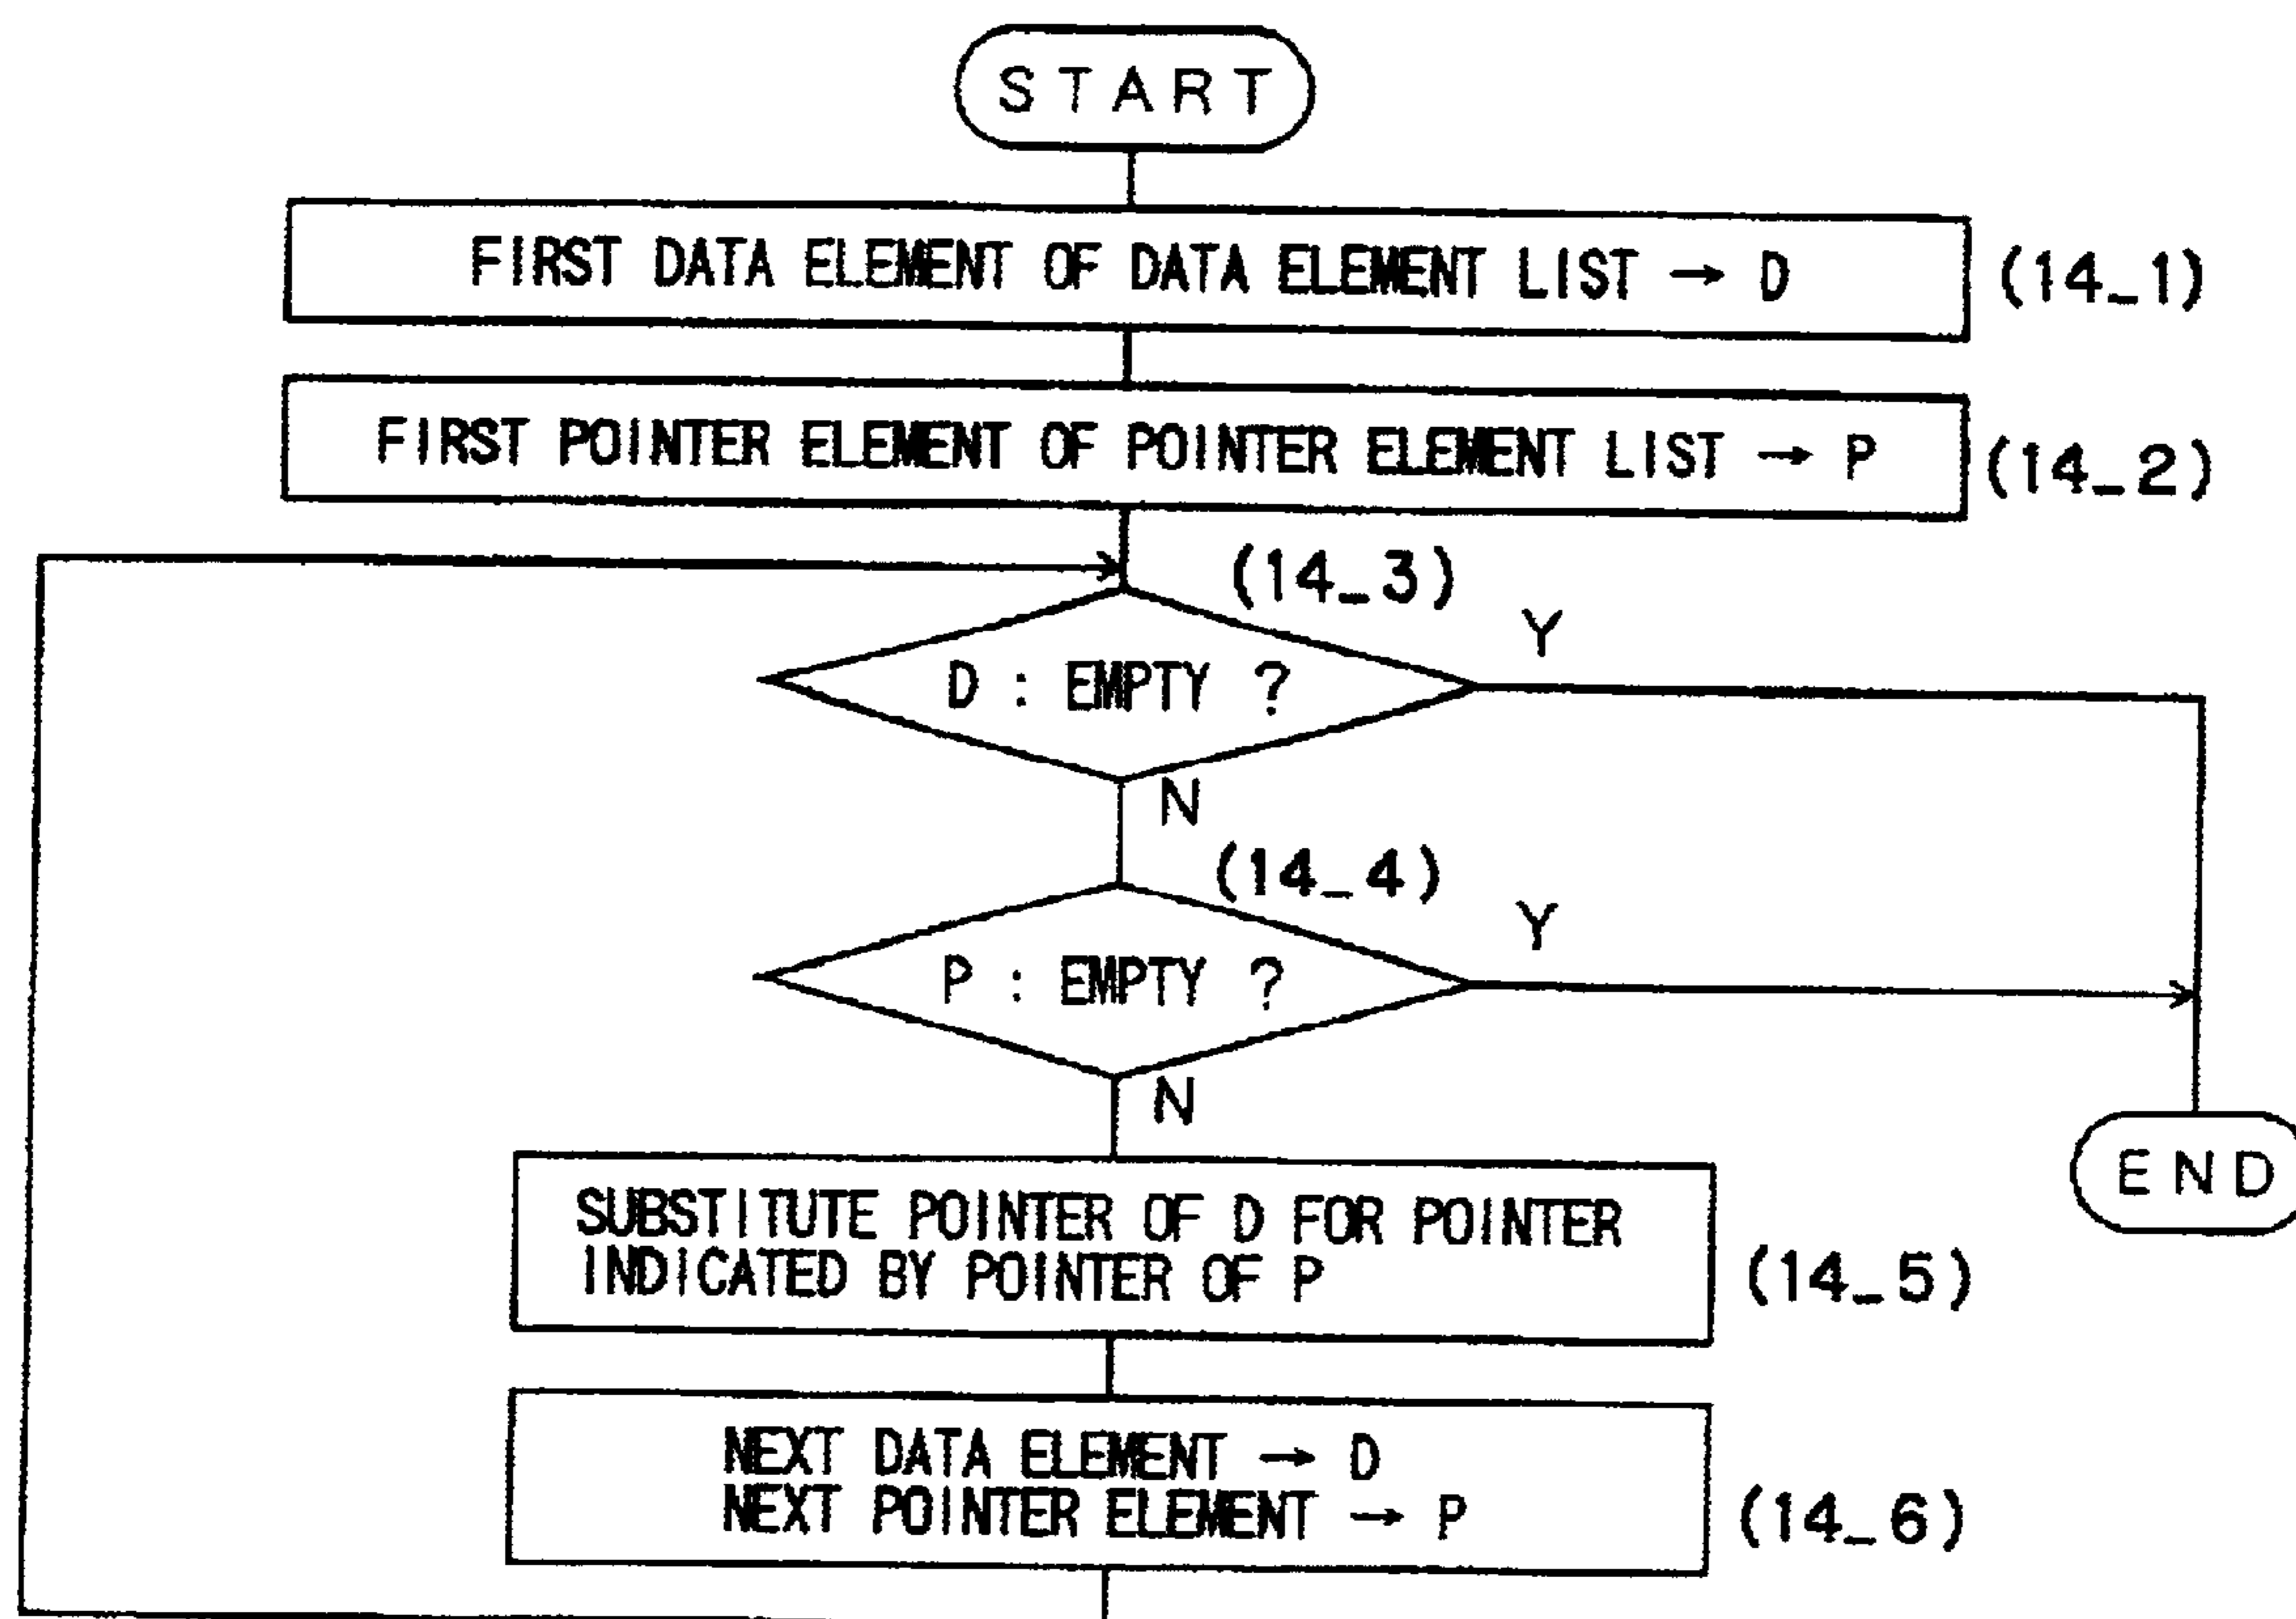 START
FIRST DATA ELEMENT OF DATA ELEMENT LIST → D
(14_1)
FIRST POINTER ELEMENT OF POINTER ELEMENT LIST → P
(14_2)
(14_3)
Y
D : EMPTY ?
N
(14_4)
Y
P : EMPTY ?
N
END
SUBSTITUTE POINTER OF D FOR POINTER
INDICATED BY POINTER OF P
(14_5)
NEXT DATA ELEMENT → D
NEXT POINTER ELEMENT → P
(14_6)